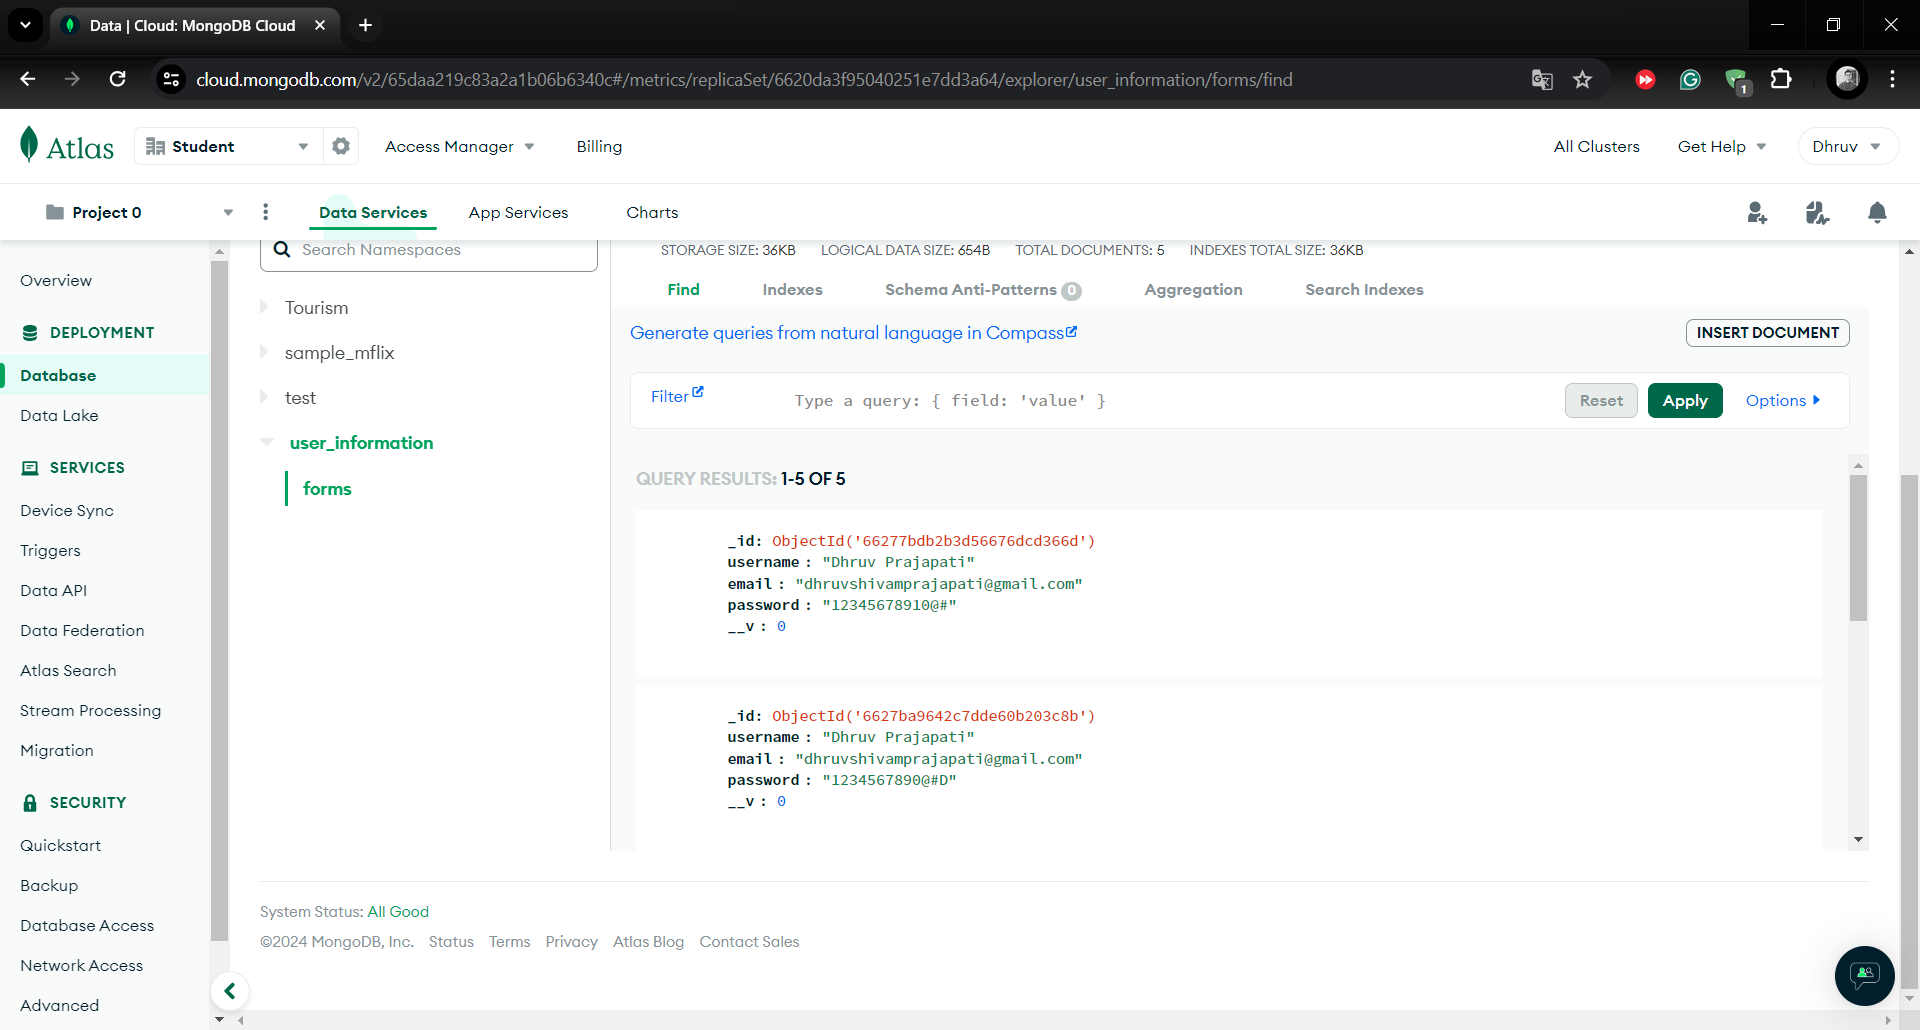 Data | Cloud: MongoDB Cloud
cloud.mongodb.com/v2/65daa219c83a2a1b06b6340c#/metrics/replicaSet/6620da3f95040251e7dd3a64/explorer/user_information/forms/find
1
Atlas
Student
Access Manager
Billing
All Clusters
Get Help
Dhruv
Project 0
Data Services
App Services
Charts
Overview
DEPLOYMENT
Database
Data Lake
SERVICES
Device Sync
Triggers
Data API
Data Federation
Atlas Search
Stream Processing
Migration
SECURITY
Quickstart
Backup
Database Access
Network Access
Advanced
Search Namespaces
Tourism
sample_mflix
test
user_information
forms
STORAGE SIZE: 36KB LOGICAL DATA SIZE: 654B TOTAL DOCUMENTS: 5 INDEXES TOTAL SIZE: 36KB
Find Indexes Schema Anti-Patterns 0 Aggregation Search Indexes
Generate queries from natural language in Compass
INSERT DOCUMENT
Filter
Type a query: { field: 'value' }
Reset
Apply
Options
QUERY RESULTS: 1-5 OF 5
_id: ObjectId('66277bdb2b3d56676dcd366d')
username : "Dhruv Prajapati"
email : "dhruvshivamprajapati@gmail.com"
password : "12345678910@#"
__v : 0
_id: ObjectId('6627ba9642c7dde60b203c8b')
username : "Dhruv Prajapati"
email : "dhruvshivamprajapati@gmail.com"
password : "1234567890@#D"
__v : 0
System Status: All Good
©2024 MongoDB, Inc. Status Terms Privacy Atlas Blog Contact Sales